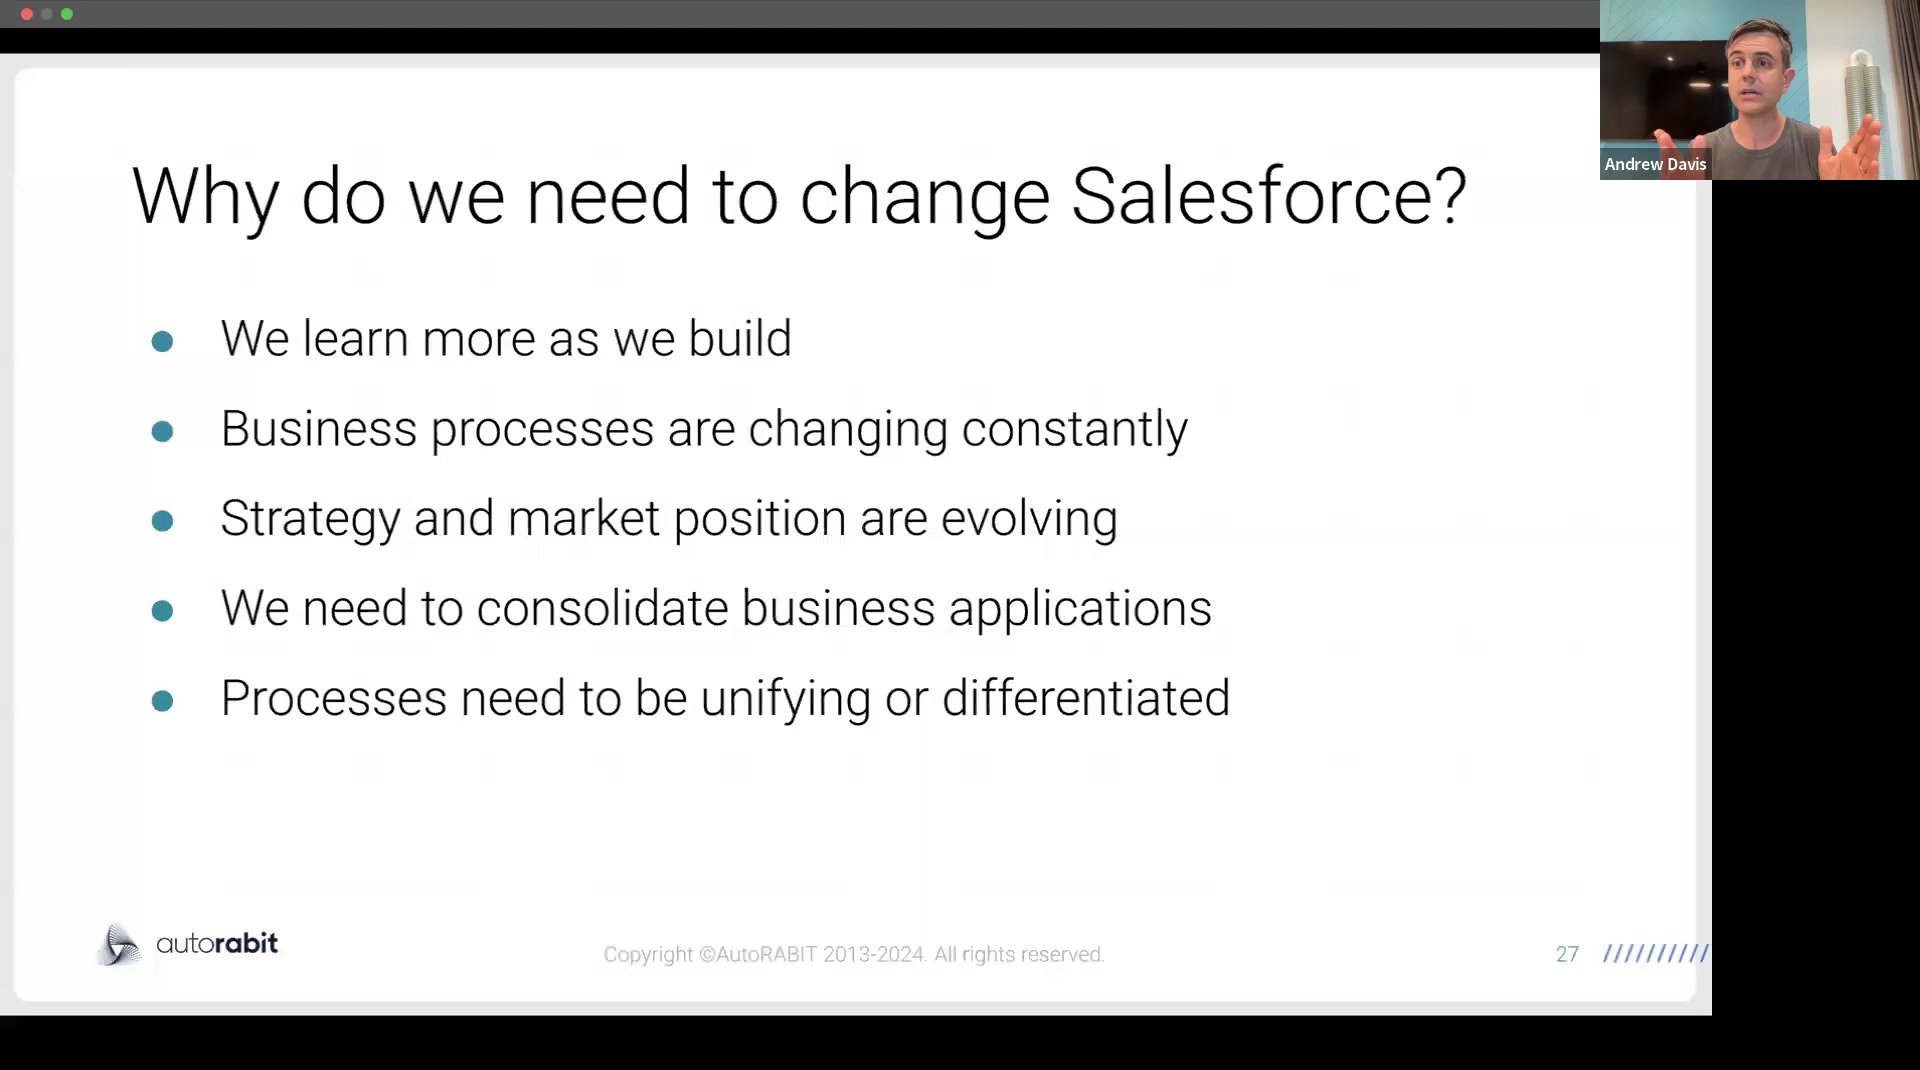 Andrew Davis
Why do we need to change Salesforce?
We learn more as we build
Business processes are changing constantly
Strategy and market position are evolving
We need to consolidate business applications
Processes need to be unifying or differentiated
autorabit
Copyright ©AutoRABIT 2013-2024. All rights reserved.
27